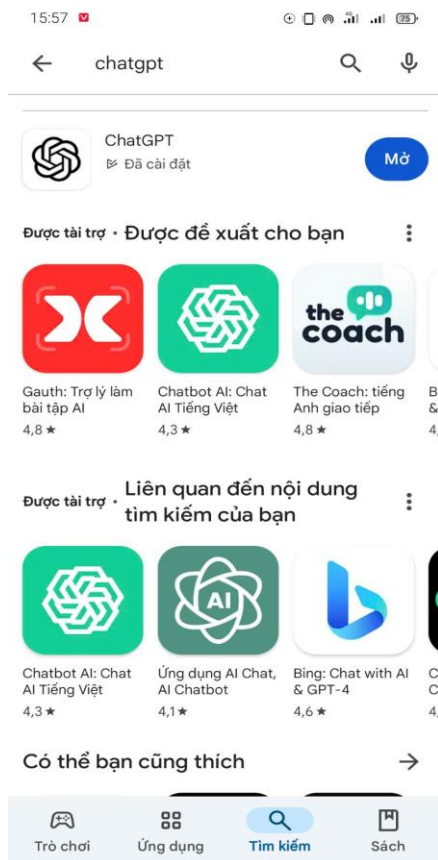 15:57
75
chatgpt
ChatGPT
Đã cài đặt
Mở
Được tài trợ • Được đề xuất cho bạn
the coach
Gauth: Trợ lý làm bài tập AI
4,8 ★
Chatbot AI: Chat AI Tiếng Việt
4,3 ★
The Coach: tiếng Anh giao tiếp
4,8 ★
Được tài trợ • Liên quan đến nội dung tìm kiếm của bạn
AI
Chatbot AI: Chat AI Tiếng Việt
4,3 ★
Ứng dụng AI Chat, AI Chatbot
4,1 ★
Bing: Chat with AI & GPT-4
4,6 ★
Có thể bạn cũng thích
Trò chơi
Ứng dụng
Tìm kiếm
Sách